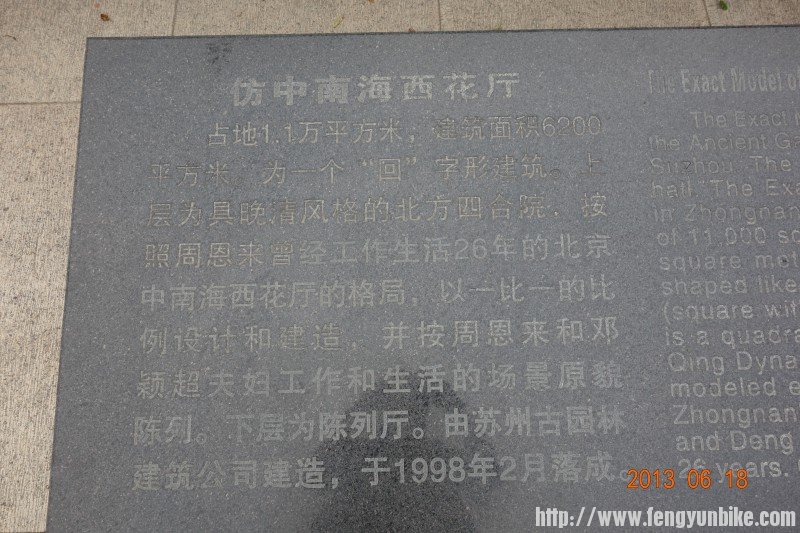 仿中南海西花厅
占地1.1万平方米，建筑面积6200
平方米，为一个“回”字形建筑。上
层为具晚清风格的北方四合院，按
照周恩来曾经工作生活26年的北京
中南海西花厅的格局，以一比一的比
例设计和建造，并按周恩来和邓
颖超夫妇工作和生活的场景原貌
陈列。下层为陈列厅。由苏州古园林
建筑公司建造，于1998年2月落成。
The Exact Model of
The Exact
the Ancient Ga
Suzhou. The
hall. The Exa
in Zhongnan
of 11,000 sq
square met
shaped like
(square wit
is a quadra
Qing Dyna
modeled e
Zhongnan
and Deng
26 years.
2013 06 18
http://www.fengyunbike.com/